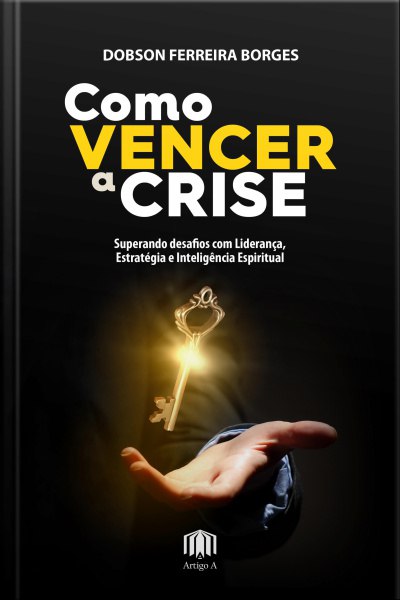 DOBSON FERREIRA BORGES
Como
VENCER
a CRISE
Superando desafios com Liderança,
Estratégia e Inteligência Espiritual
Artigo A